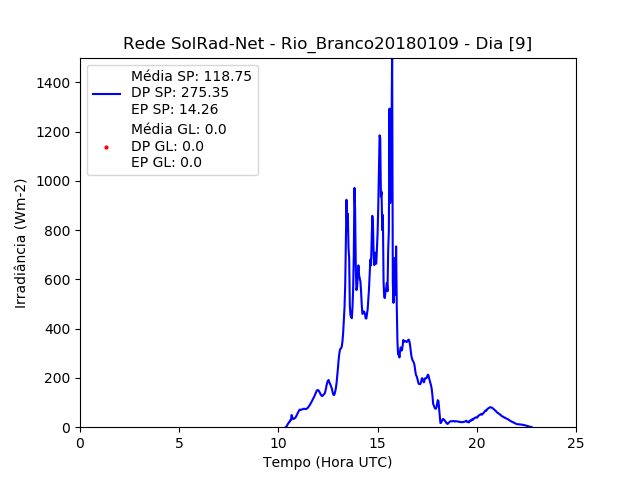 Rede SolRad-Net - Rio_Branco20180109 - Dia [9]
Média SP: 118.75
DP SP: 275.35
EP SP: 14.26
Média GL: 0.0
DP GL: 0.0
EP GL: 0.0
Irradiância (Wm-2)
1400
1200
1000
800
600
400
200
0
0 5 10 15 20 25
Tempo (Hora UTC)